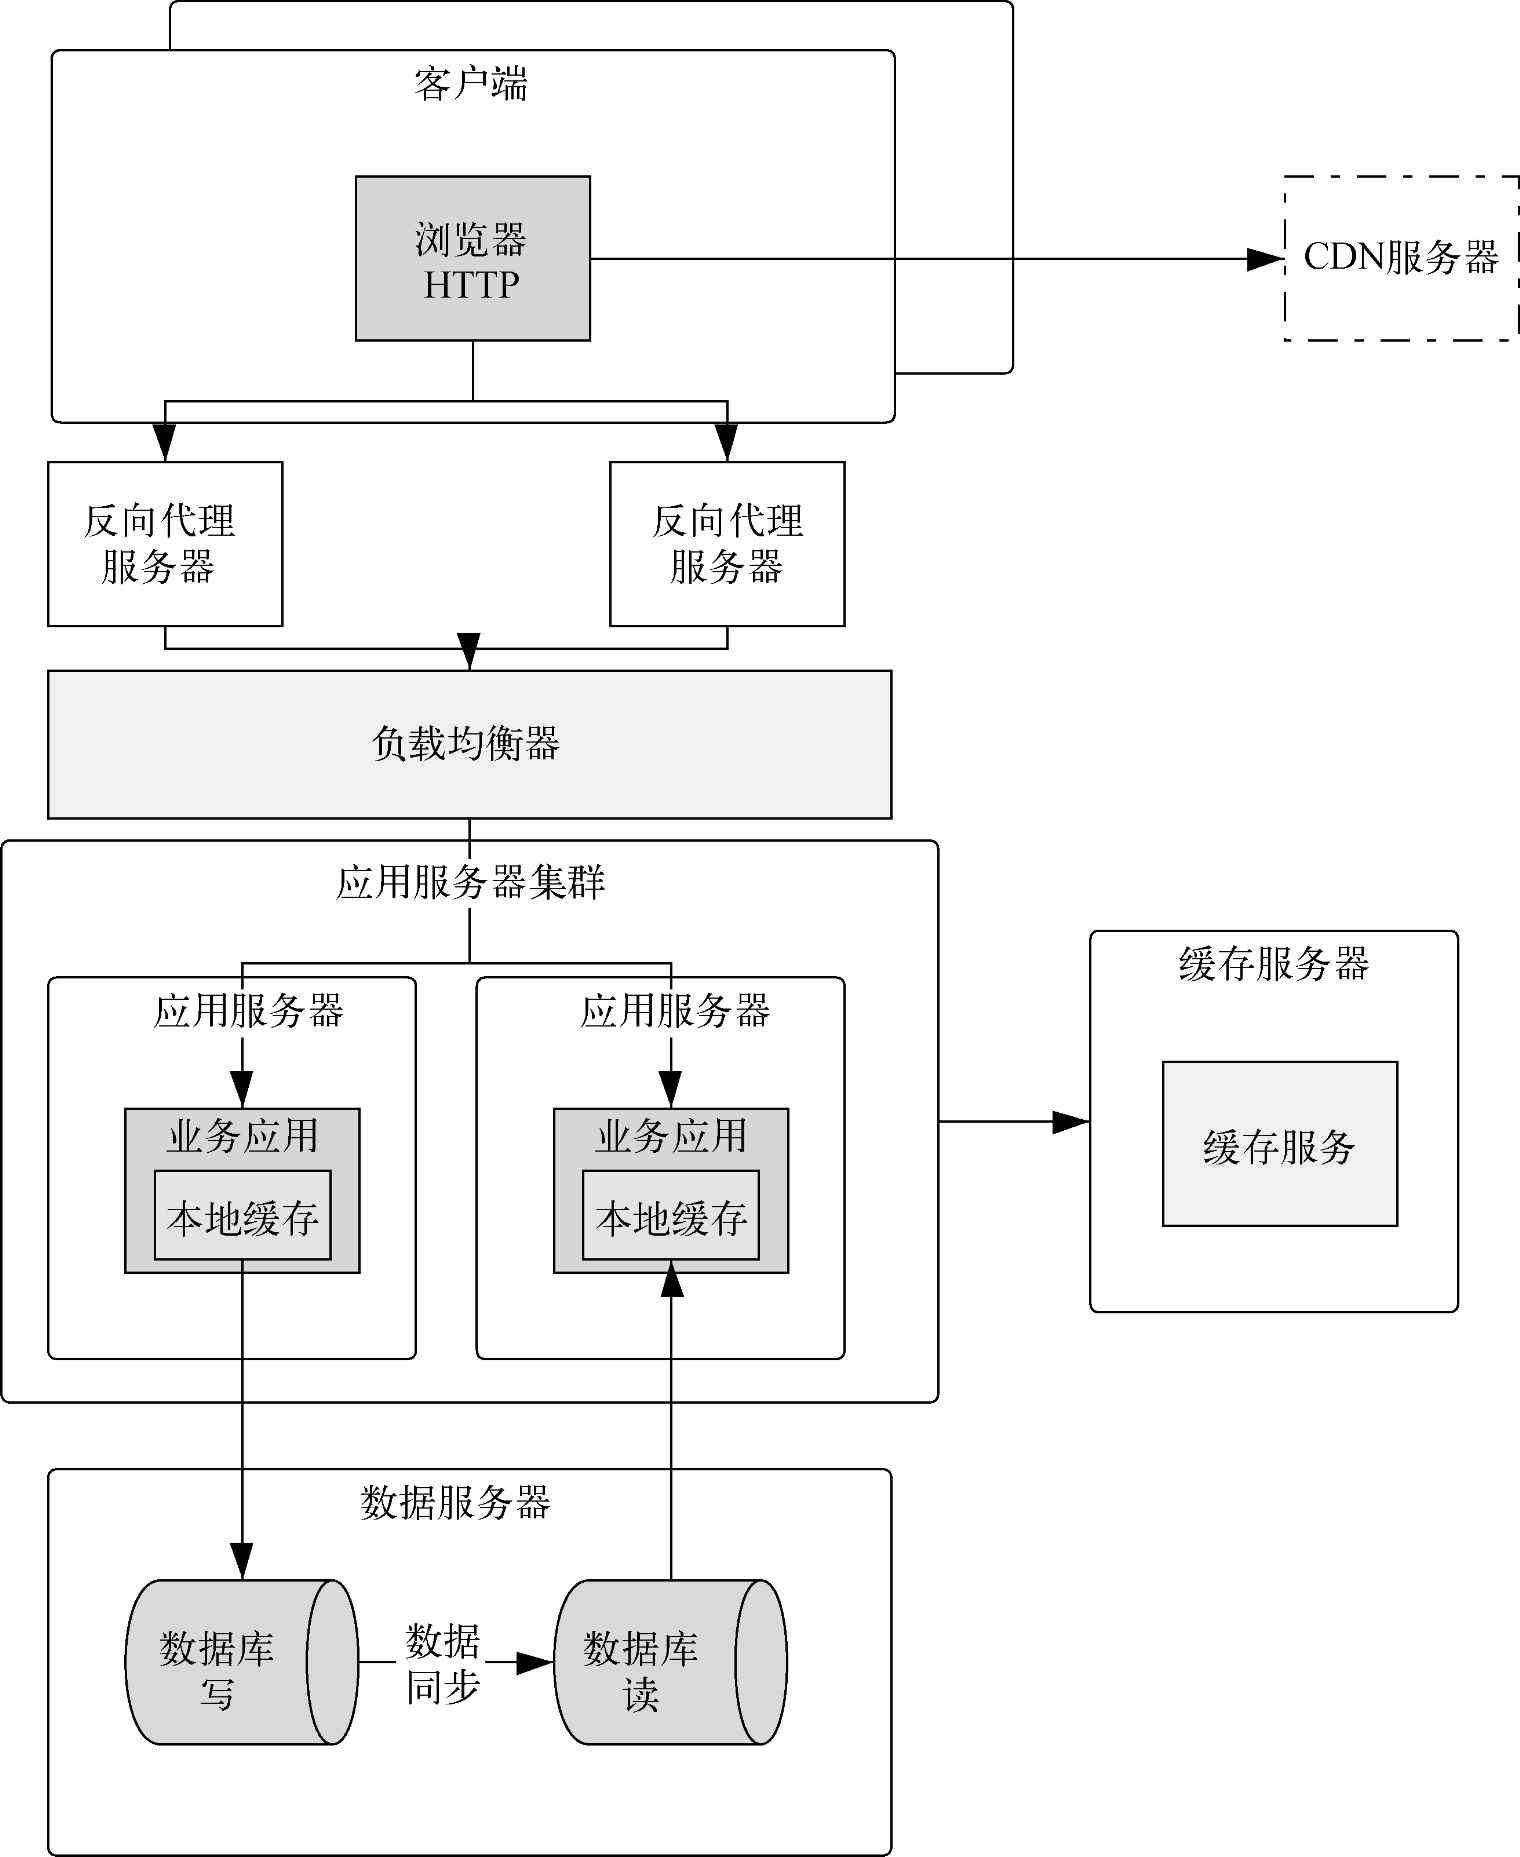 客户端
浏览器
HTTP
CDN服务器
反向代理
服务器
反向代理
服务器
负载均衡器
应用服务器集群
应用服务器
业务应用
本地缓存
应用服务器
业务应用
本地缓存
缓存服务器
缓存服务
数据服务器
数据库
写
数据
同步
数据库
读